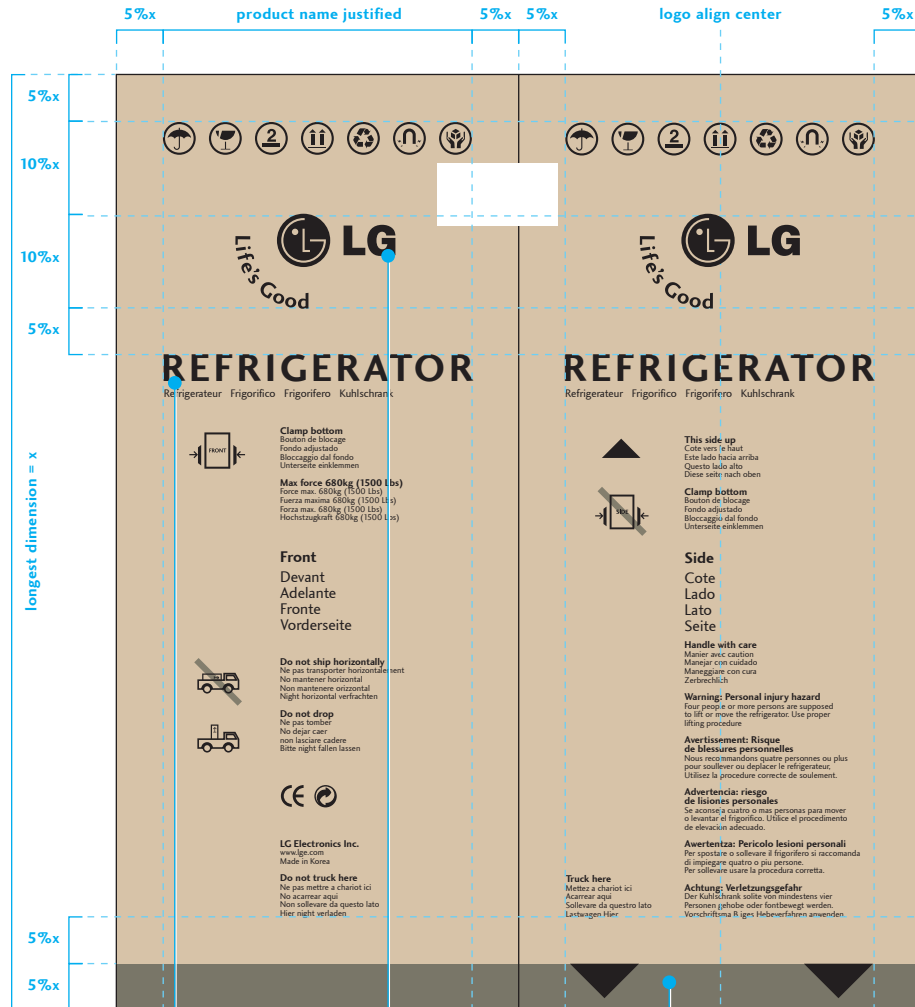 5%x
product name justified
5%x
5%x
logo align center
5%x
5%x
10%x
10%x
5%x
longest dimension = x
5%x
5%x
2
LG
Life's Good
REFRIGERATOR
Refrigerateur Frigorifico Frigorifero Kuhlschrank
FRONT
Clamp bottom
Bouton de blocage
Fondo adjustado
Bloccaggio dal fondo
Unterseite einklemmen
Max force 680kg (1500 Lbs)
Force max. 680kg (1500 Lbs)
Fuerza maxima 680kg (1500 Lbs)
Forza max. 680kg (1500 Lbs)
Hochstzugkraft 680kg (1500 Lbs)
Front
Devant
Adelante
Fronte
Vorderseite
Do not ship horizontally
Ne pas transporter horizontalement
No mantener horizontal
Non mantenere orizzontal
Night horizontal verfrachten
Do not drop
Ne pas tomber
No dejar caer
non lasciare cadere
Bitte night fallen lassen
CE
LG Electronics Inc.
www.lge.com
Made in Korea
Do not truck here
Ne pas mettre a chariot ici
No acarrear aqui
Non sollevare da questo lato
Hier night verladen
2
LG
Life's Good
REFRIGERATOR
Refrigerateur Frigorifico Frigorifero Kuhlschrank
This side up
Cote vers le haut
Este lado hacia arriba
Questo lado alto
Diese seite nach oben
SIDE
Clamp bottom
Bouton de blocage
Fondo adjustado
Bloccaggio dal fondo
Unterseite einklemmen
Side
Cote
Lado
Lato
Seite
Handle with care
Manier avec caution
Manejar con cuidado
Maneggiare con cura
Zerbrechlich
Warning: Personal injury hazard
Four people or more persons are supposed
to lift or move the refrigerator. Use proper
lifting procedure
Avertissement: Risque
de blessures personnelles
Nous recommandons quatre personnes ou plus
pour soullever ou deplacer le refrigerateur,
Utilisez la procedure correcte de soulement.
Advertencia: riesgo
de lisiones personales
Se aconseja cuatro o mas personas para mover
o levantar el frigorifico. Utilice el procedimento
de elevacion adecuado.
Awertentza: Pericolo lesioni personali
Per spostare o sollevare il frigorifero si raccomanda
di impiegare quatro o piu persone.
Per sollevare usare la procedura corretta.
Truck here
Mettez a chariot ici
Acarrear aqui
Sollevare da questro lato
Lastwagen Hier
Achtung: Verletzungsgefahr
Der Kuhlschrank solite von mindestens vier
Personen gehobe oder fontbewegt werden.
Vorschriftsma B iges Hebeverfahren anwenden.